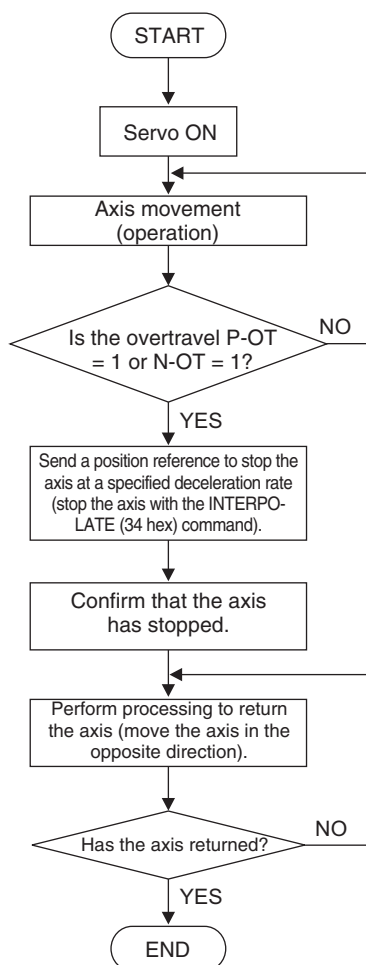 START
Servo ON
Axis movement
(operation)
Is the overtravel P-OT
= 1 or N-OT = 1?
NO
YES
Send a position reference to stop the
axis at a specified deceleration rate
(stop the axis with the INTERPO-
LATE (34 hex) command).
Confirm that the axis
has stopped.
Perform processing to return
the axis (move the axis in the
opposite direction).
Has the axis returned?
NO
YES
END